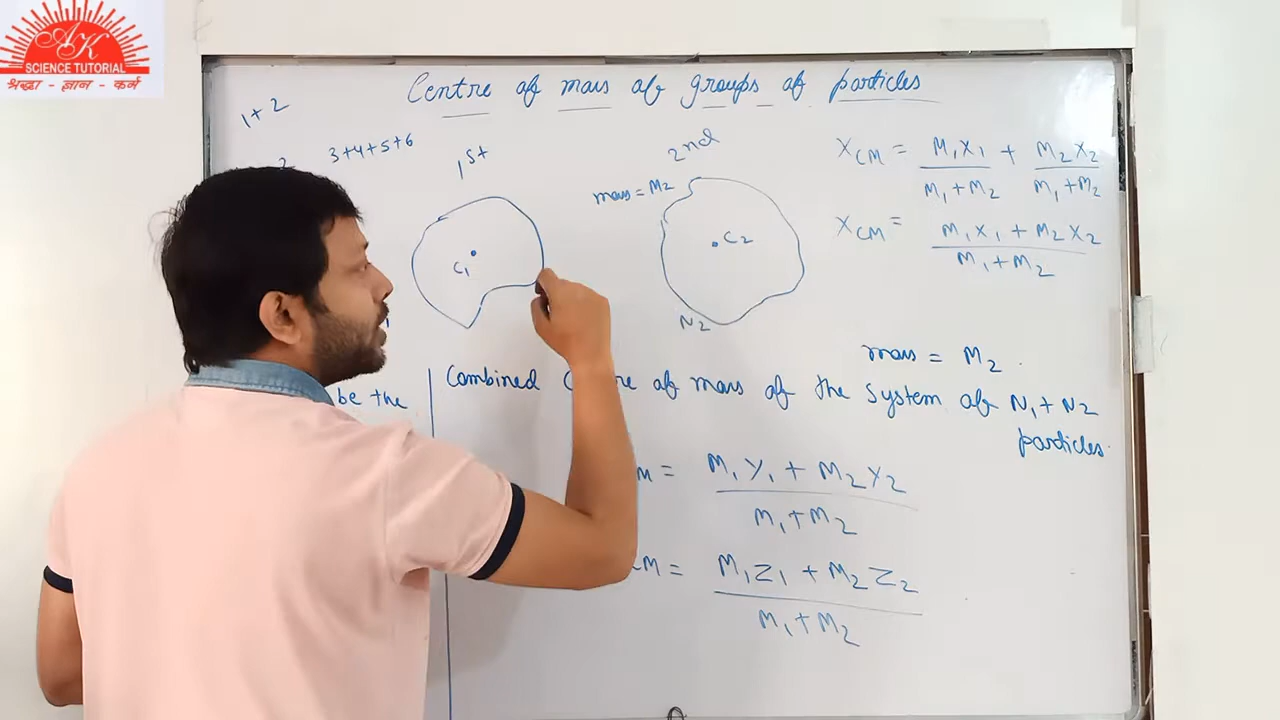 AK
SCIENCE TUTORIAL
श्रद्धा - ज्ञान - कर्म
Centre of mass of groups of particles
1+2
3+4+5+6
2
1st
2nd
mass = M2
C1
C2
N2
XCM = M1X1 / M1+M2 + M2X2 / M1+M2
XCM = M1X1 + M2X2 / M1+M2
mass = M2
be the
Combined of mass of the system of N1+N2
particles
M = M1Y1 + M2Y2 / M1+M2
M = M1Z1 + M2Z2 / M1+M2